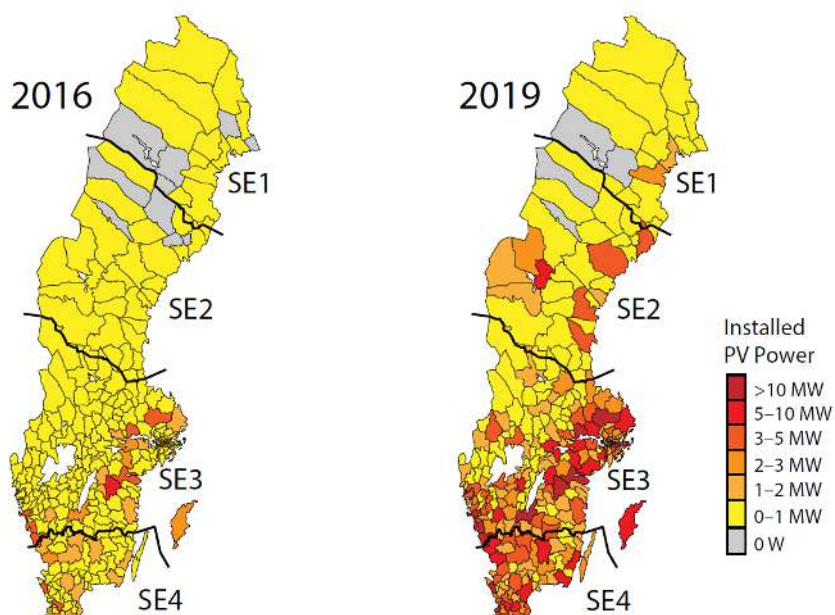 2016
SE1
SE2
SE3
SE4
2019
SE1
SE2
SE3
SE4
Installed
PV Power
>10 MW
5–10 MW
3–5 MW
2–3 MW
1–2 MW
0–1 MW
0 W